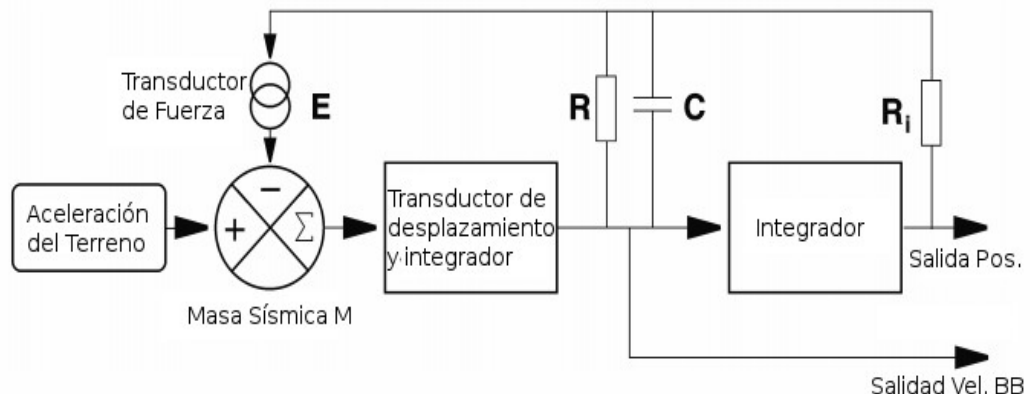 Transductor
de Fuerza
E
R
C
Ri
Aceleración
del Terreno
+
−
Σ
Transductor de
desplazamiento
y integrador
Integrador
Salida Pos.
Masa Sísmica M
Salidad Vel. BB